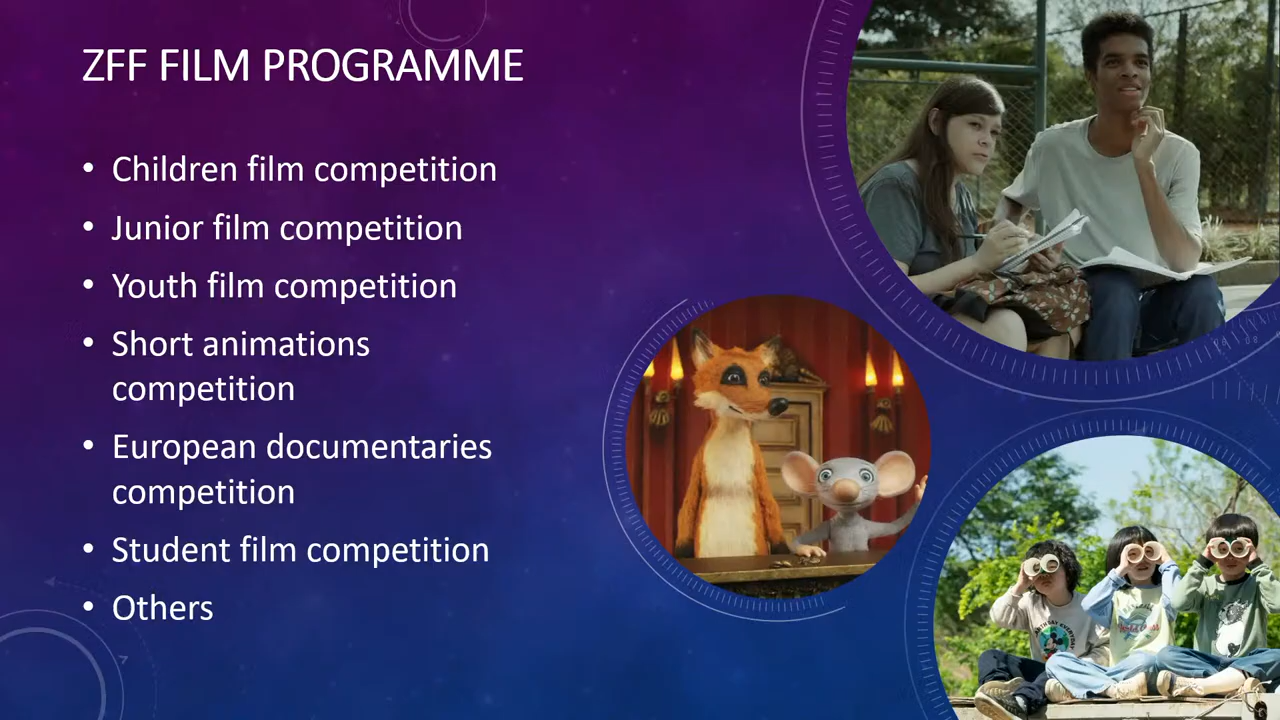 ZFF FILM PROGRAMME
• Children film competition
• Junior film competition
• Youth film competition
• Short animations
competition
• European documentaries
competition
• Student film competition
• Others